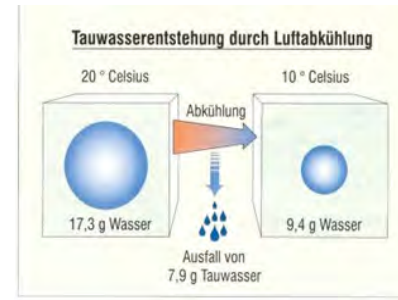 Tauwasserentstehung durch Luftabkühlung
20 ° Celsius
10 ° Celsius
Abkühlung
17,3 g Wasser
9,4 g Wasser
Ausfall von
7,9 g Tauwasser